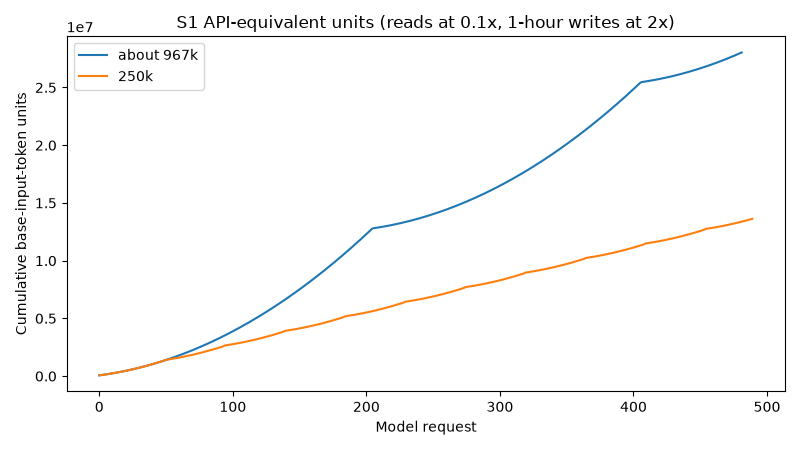 S1 API-equivalent units (reads at 0.1x, 1-hour writes at 2x)
1e7
about 967k
250k
2.5
2.0
1.5
1.0
0.5
0.0
Cumulative base-input-token units
0 100 200 300 400 500
Model request